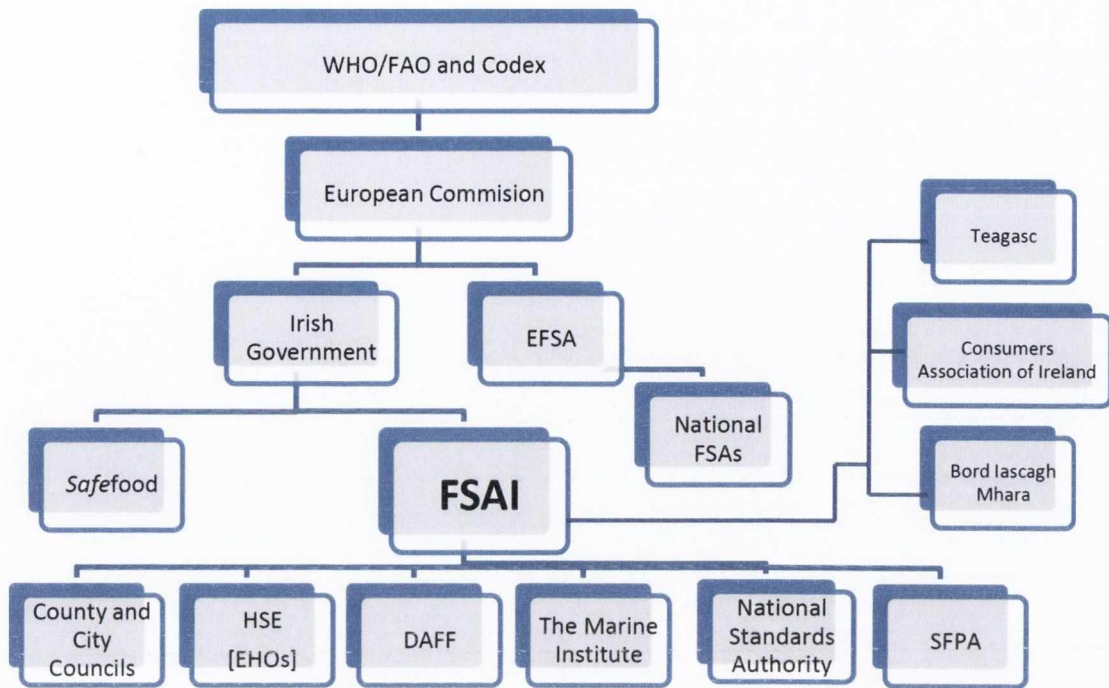 WHO/FAO and Codex
European Commision
Irish
Government
EFSA
National
FSAs
Safefood
FSAI
Teagasc
Consumers
Association of Ireland
Bord Iascagh
Mhara
County and
City
Councils
HSE
[EHOs]
DAFF
The Marine
Institute
National
Standards
Authority
SFPA